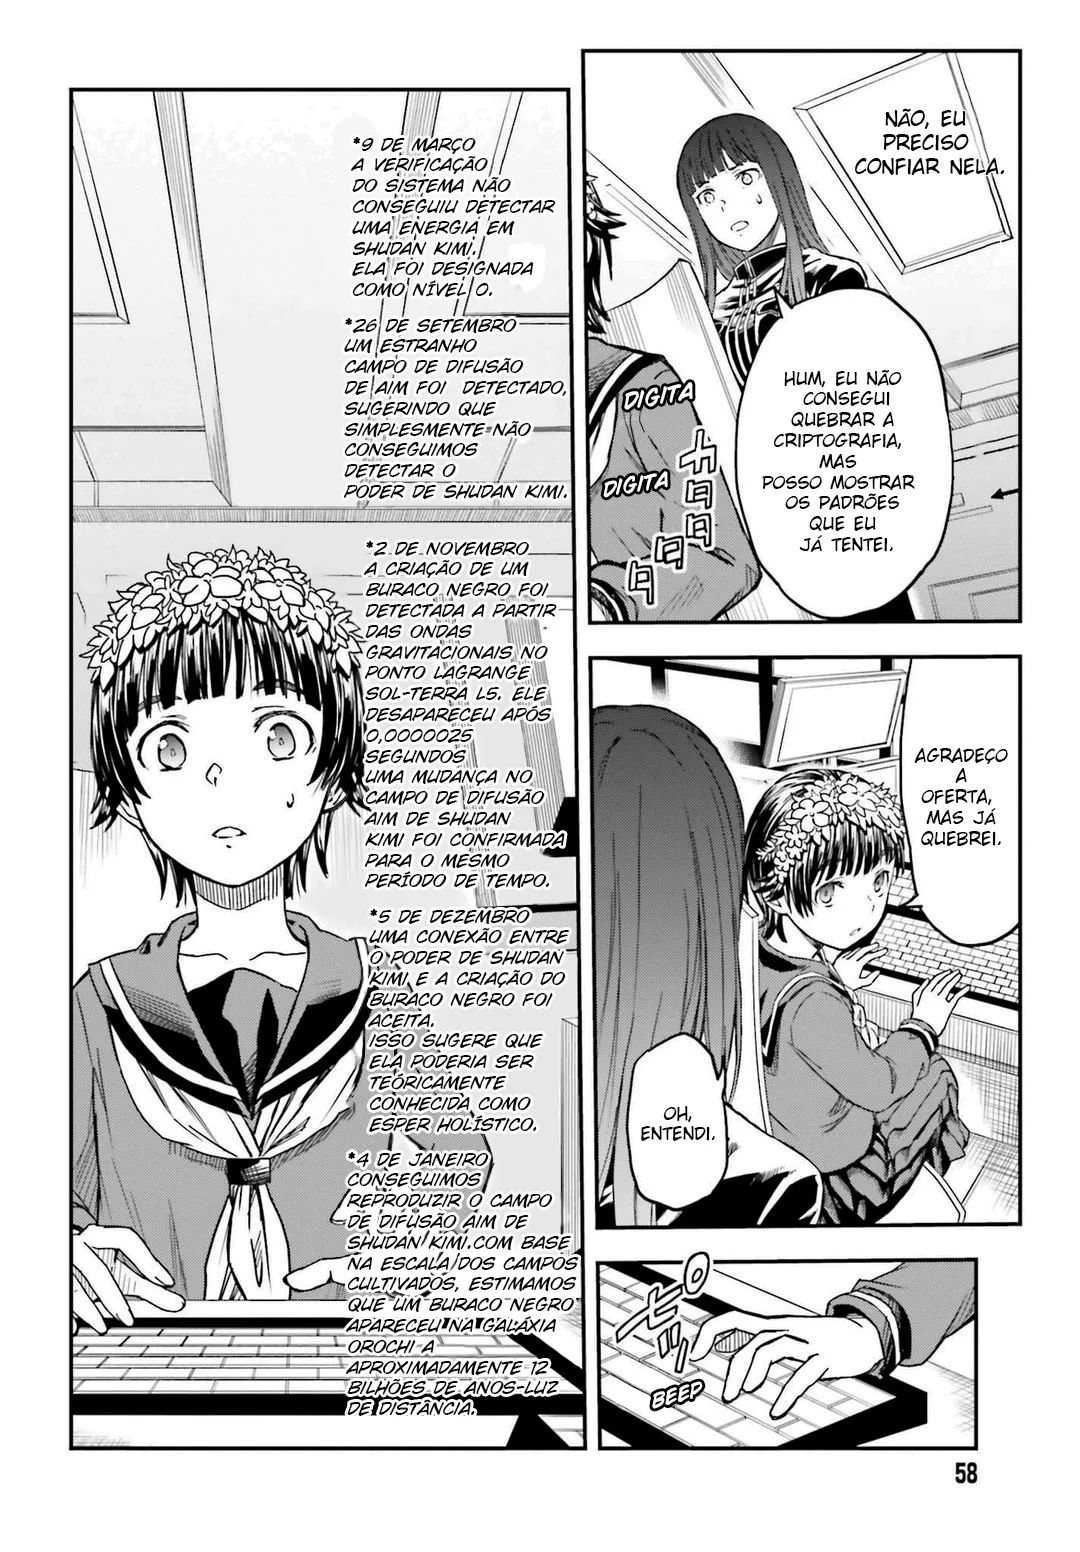 NÃO, EU
PRECISO
CONFIAR NELA.
HUM, EU NÃO
CONSEGUI
QUEBRAR A
CRIPTOGRAFIA,
MAS
POSSO MOSTRAR
OS PADRÕES
QUE EU
JÁ TENTEI.
DIGITA
DIGITA
カタ
カタ
カタ
AGRADEÇO
A
OFERTA,
MAS JÁ
QUEBREI.
OH,
ENTENDI.
ピピッ
BEEP
*9 DE MARÇO
A VERIFICAÇÃO
DO SISTEMA NÃO
CONSEGUIU DETECTAR
UMA ENERGIA EM
SHUDAN KIMI.
ELA FOI DESIGNADA
COMO NÍVEL 0.
*26 DE SETEMBRO
UM ESTRANHO
CAMPO DE DIFUSÃO
DE AIM FOI DETECTADO,
SUGERINDO QUE
SIMPLESMENTE NÃO
CONSEGUIMOS
DETECTAR O
PODER DE SHUDAN KIMI.
*2 DE NOVEMBRO
A CRIAÇÃO DE UM
BURACO NEGRO FOI
DETECTADA A PARTIR
DAS ONDAS
GRAVITACIONAIS NO
PONTO LAGRANGE
SOL-TERRA L5. ELE
DESAPARECEU APÓS
0,0000025
SEGUNDOS
UMA MUDANÇA NO
CAMPO DE DIFUSÃO
AIM DE SHUDAN
KIMI FOI CONFIRMADA
PARA O MESMO
PERÍODO DE TEMPO.
*5 DE DEZEMBRO
UMA CONEXÃO ENTRE
O PODER DE SHUDAN
KIMI E A CRIAÇÃO DO
BURACO NEGRO FOI
ACEITA.
ISSO SUGERE QUE
ELA PODERIA SER
TEÓRICAMENTE
CONHECIDA COMO
ESPER HOLÍSTICO.
*4 DE JANEIRO
CONSEGUIMOS
REPRODUZIR O CAMPO
DE DIFUSÃO AIM DE
SHUDAN KIMI.COM BASE
NA ESCALA DOS CAMPOS
CULTIVADOS, ESTIMAMOS
QUE UM BURACO NEGRO
APARECEU NA GALÁXIA
OROCHI A
APROXIMADAMENTE 12
BILHÕES DE ANOS-LUZ
DE DISTÂNCIA.
58